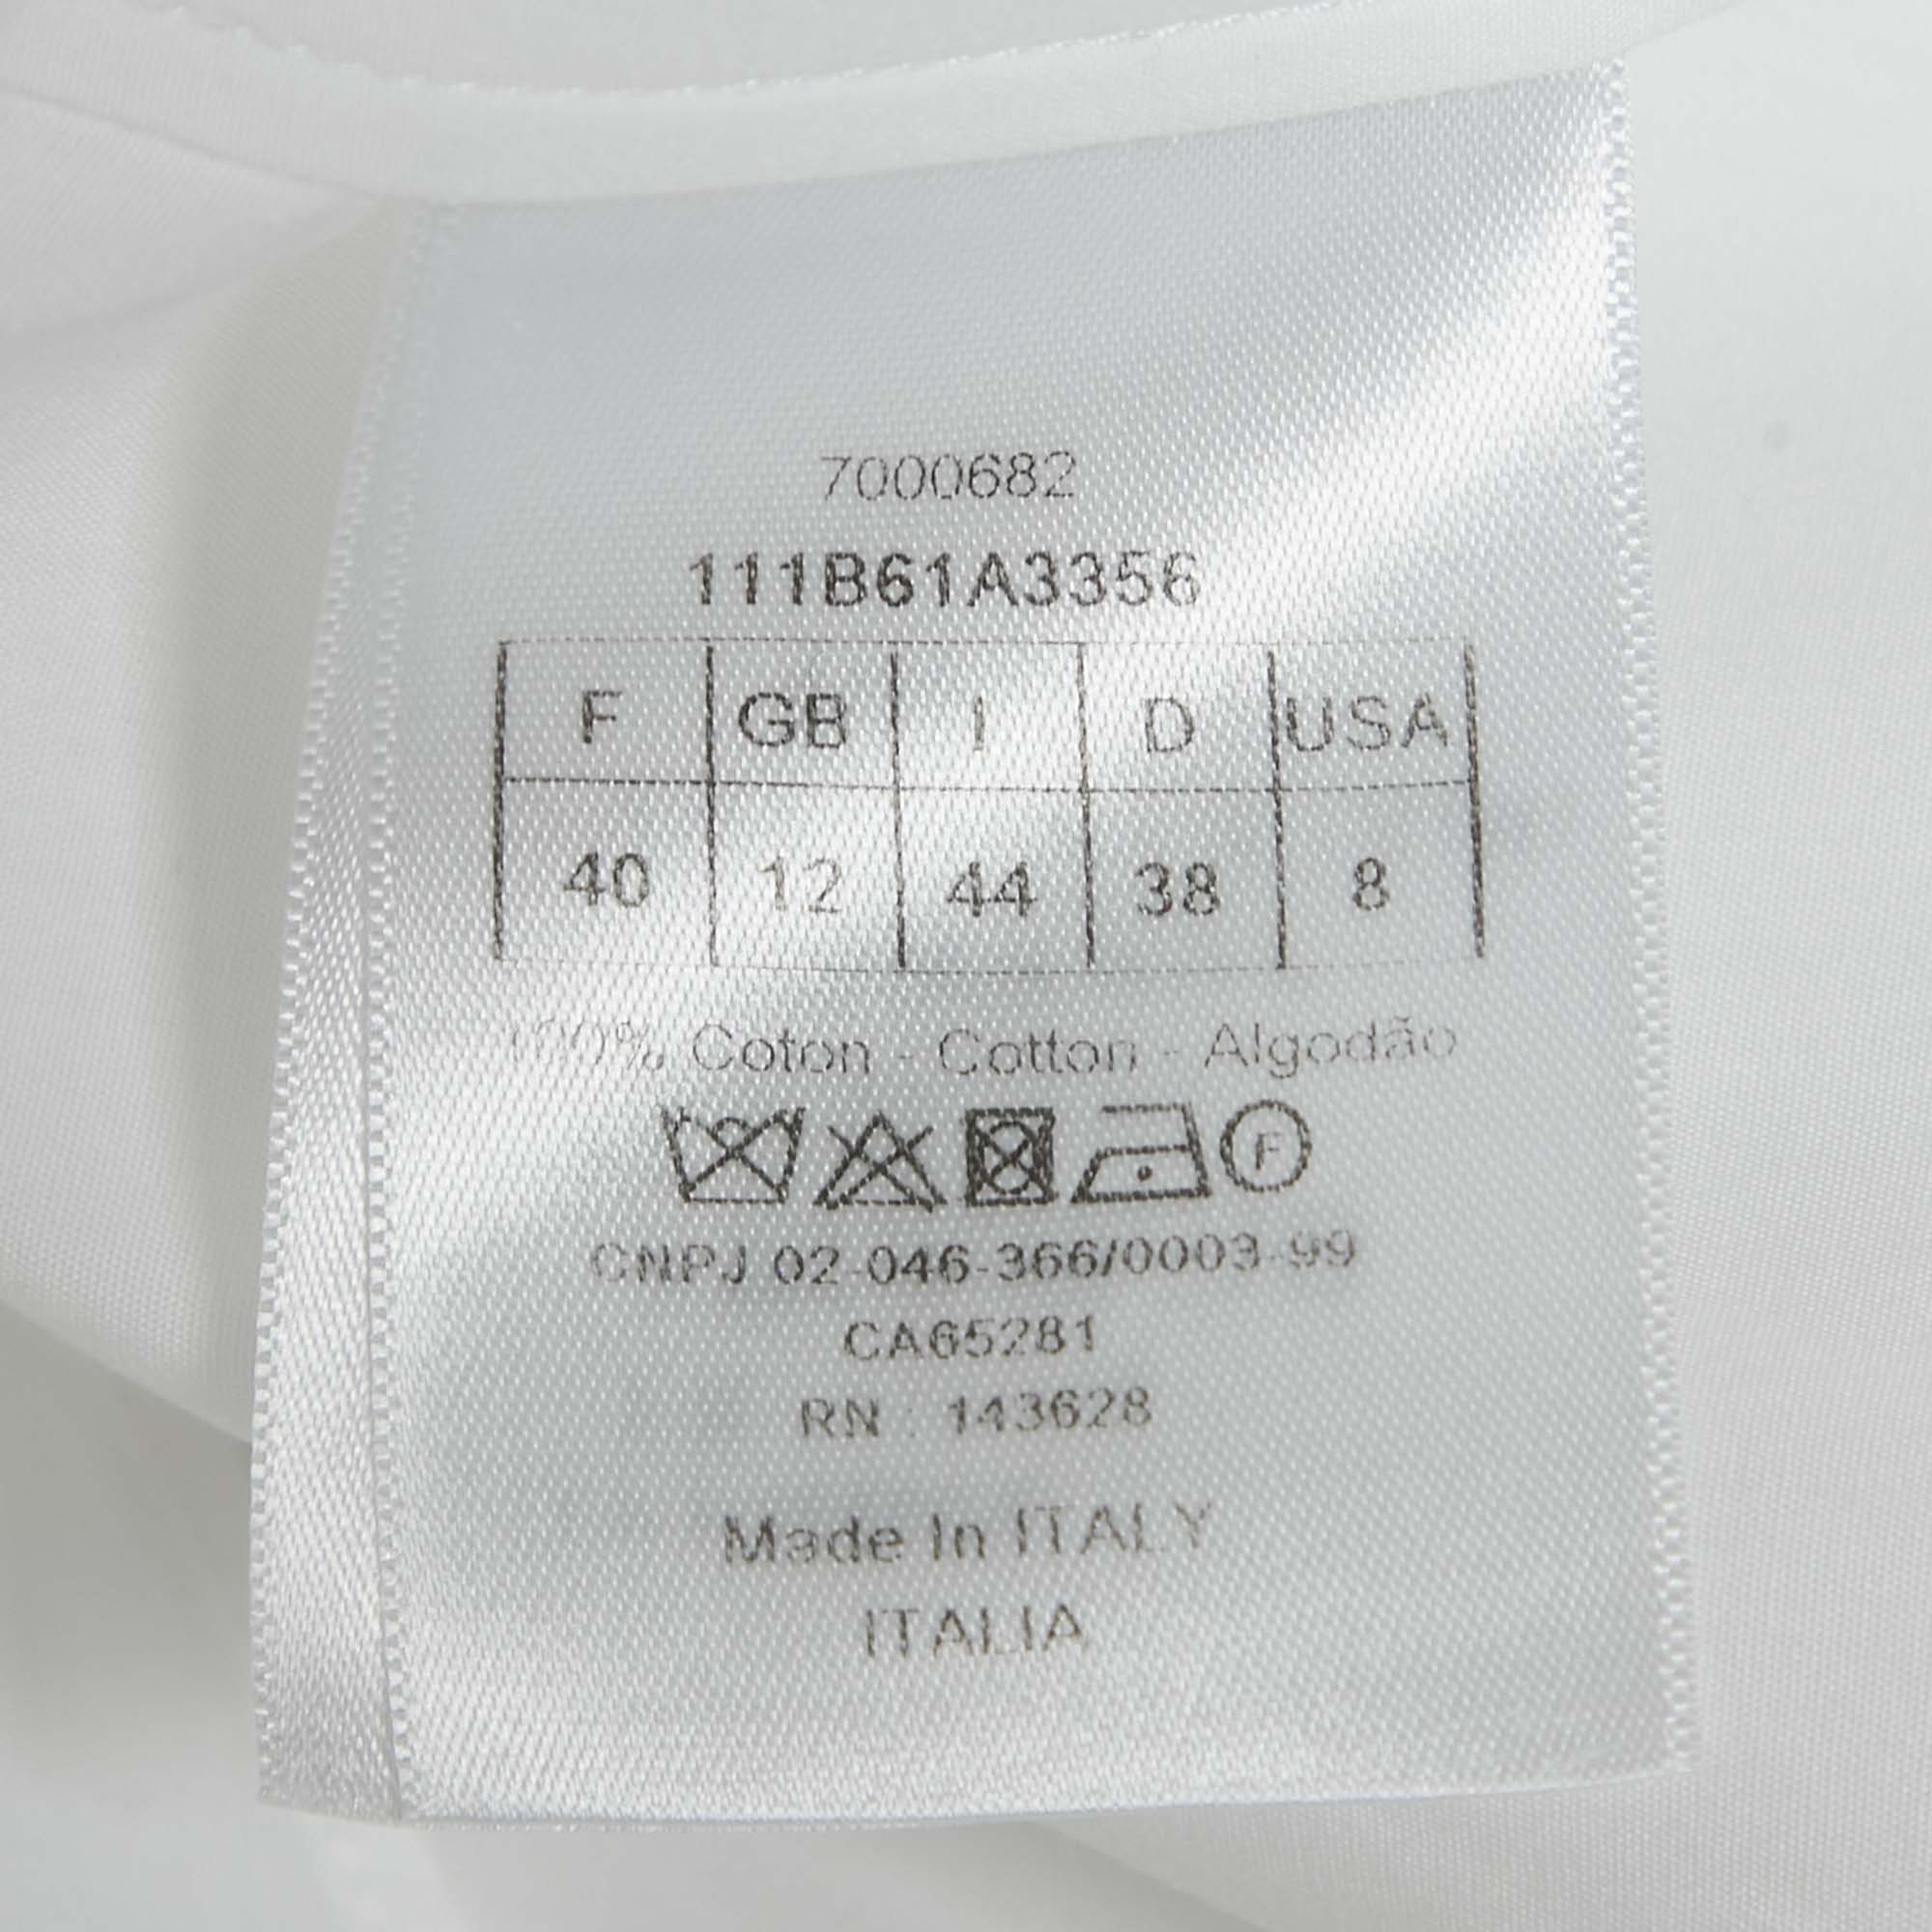 7000682
111B61A3356
F GB I D USA
40 12 44 38 8
100% Coton - Cotton - Algodão
F
CNPJ 02-046-366/0003-99
CA65281
RN : 143628
Made In ITALY
ITALIA